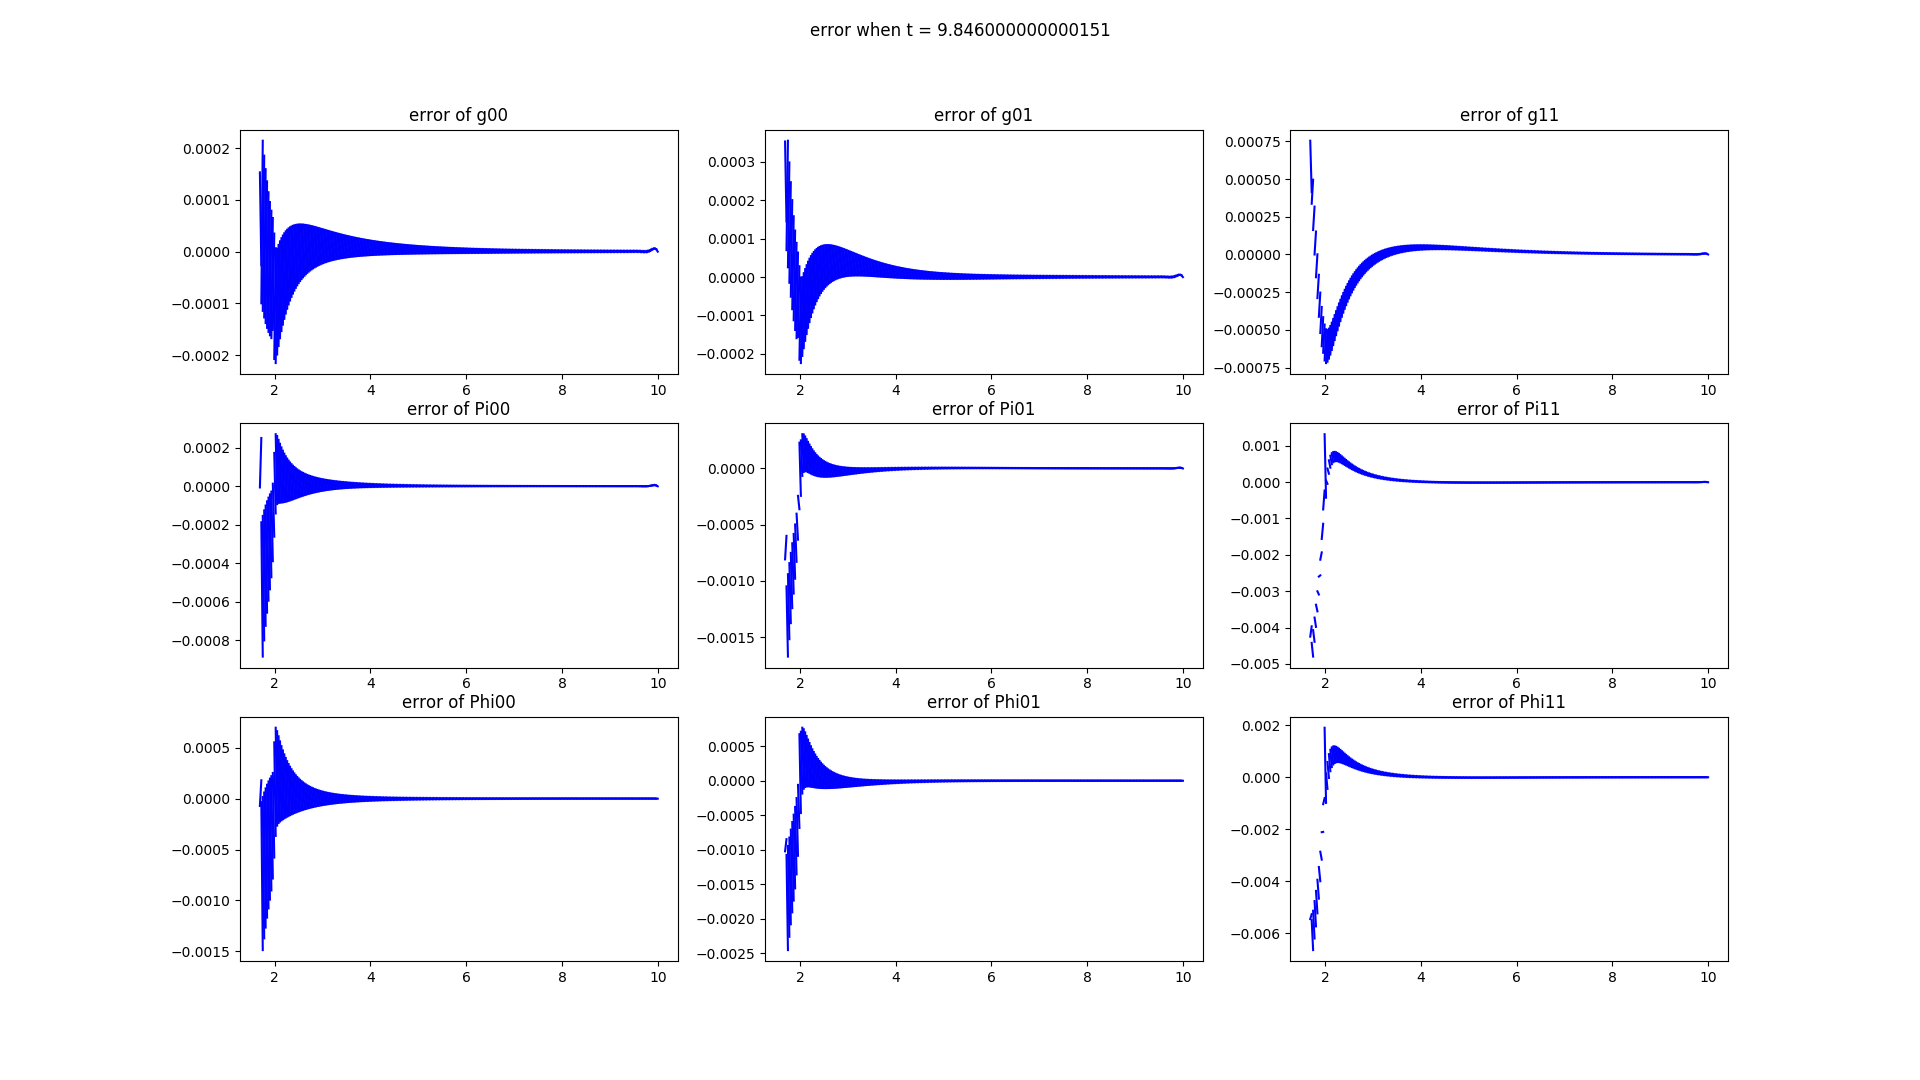 error when t = 9.846000000000151
error of g00
error of g01
error of g11
0.0002
0.0001
0.0000
−0.0001
−0.0002
2 4 6 8 10
0.0003
0.0002
0.0001
0.0000
−0.0001
−0.0002
2 4 6 8 10
0.00075
0.00050
0.00025
0.00000
−0.00025
−0.00050
−0.00075
2 4 6 8 10
error of Pi00
error of Pi01
error of Pi11
0.0002
0.0000
−0.0002
−0.0004
−0.0006
−0.0008
2 4 6 8 10
0.0000
−0.0005
−0.0010
−0.0015
2 4 6 8 10
0.001
0.000
−0.001
−0.002
−0.003
−0.004
−0.005
2 4 6 8 10
error of Phi00
error of Phi01
error of Phi11
0.0005
0.0000
−0.0005
−0.0010
−0.0015
2 4 6 8 10
0.0005
0.0000
−0.0005
−0.0010
−0.0015
−0.0020
−0.0025
2 4 6 8 10
0.002
0.000
−0.002
−0.004
−0.006
2 4 6 8 10